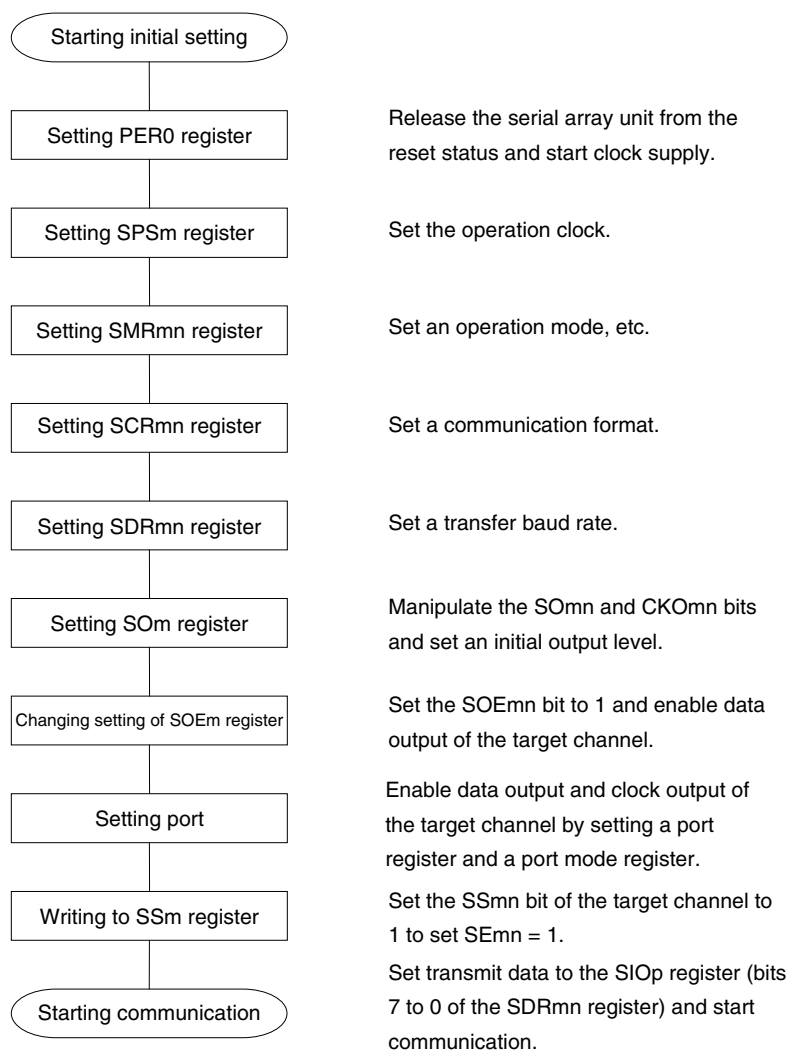 Starting initial setting
Setting PER0 register
Release the serial array unit from the
reset status and start clock supply.
Setting SPSm register
Set the operation clock.
Setting SMRmn register
Set an operation mode, etc.
Setting SCRmn register
Set a communication format.
Setting SDRmn register
Set a transfer baud rate.
Setting SOm register
Manipulate the SOmn and CKOmn bits
and set an initial output level.
Changing setting of SOEm register
Set the SOEmn bit to 1 and enable data
output of the target channel.
Setting port
Enable data output and clock output of
the target channel by setting a port
register and a port mode register.
Writing to SSm register
Set the SSmn bit of the target channel to
1 to set SEmn = 1.
Starting communication
Set transmit data to the SIOp register (bits
7 to 0 of the SDRmn register) and start
communication.